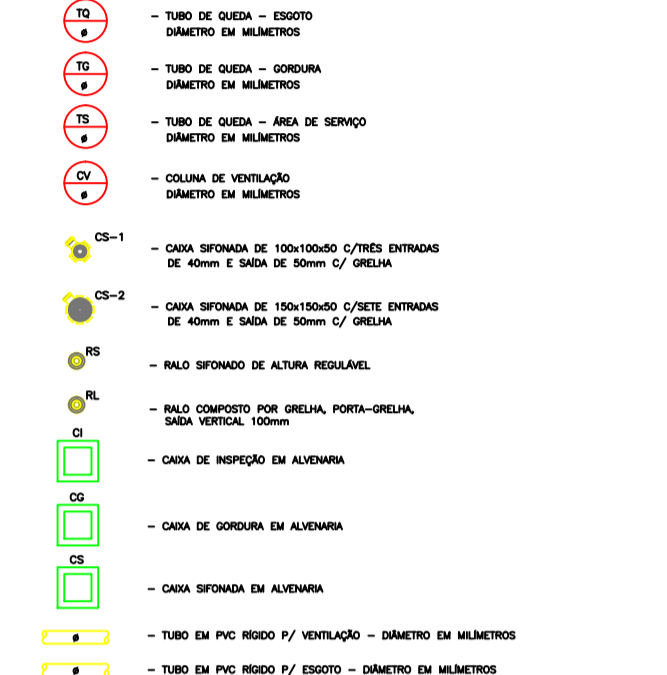 TQ
ø
– TUBO DE QUEDA – ESGOTO
DIÂMETRO EM MILÍMETROS
TG
ø
– TUBO DE QUEDA – GORDURA
DIÂMETRO EM MILÍMETROS
TS
ø
– TUBO DE QUEDA – ÁREA DE SERVIÇO
DIÂMETRO EM MILÍMETROS
CV
ø
– COLUNA DE VENTILAÇÃO
DIÂMETRO EM MILÍMETROS
CS–1
– CAIXA SIFONADA DE 100x100x50 C/TRÊS ENTRADAS
DE 40mm E SAÍDA DE 50mm C/ GRELHA
CS–2
– CAIXA SIFONADA DE 150x150x50 C/SETE ENTRADAS
DE 40mm E SAÍDA DE 50mm C/ GRELHA
RS
– RALO SIFONADO DE ALTURA REGULÁVEL
RL
– RALO COMPOSTO POR GRELHA, PORTA–GRELHA,
SAÍDA VERTICAL 100mm
CI
– CAIXA DE INSPEÇÃO EM ALVENARIA
CG
– CAIXA DE GORDURA EM ALVENARIA
CS
– CAIXA SIFONADA EM ALVENARIA
ø
– TUBO EM PVC RÍGIDO P/ VENTILAÇÃO – DIÂMETRO EM MILÍMETROS
ø
– TUBO EM PVC RÍGIDO P/ ESGOTO – DIÂMETRO EM MILÍMETROS